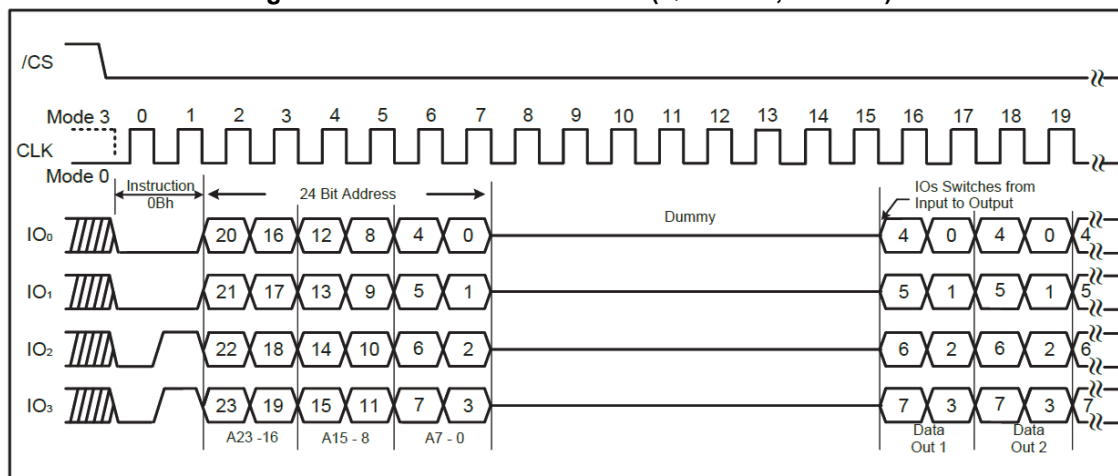 /CS
Mode 3 0 1 2 3 4 5 6 7 8 9 10 11 12 13 14 15 16 17 18 19
CLK
Mode 0
Instruction
0Bh
24 Bit Address
Dummy
IOs Switches from
Input to Output
IO₀ 20 16 12 8 4 0 4 0 4 0 4
IO₁ 21 17 13 9 5 1 5 1 5 1 5
IO₂ 22 18 14 10 6 2 6 2 6 2 6
IO₃ 23 19 15 11 7 3 7 3 7 3 7
A23 -16 A15 - 8 A7 - 0
Data
Out 1
Data
Out 2